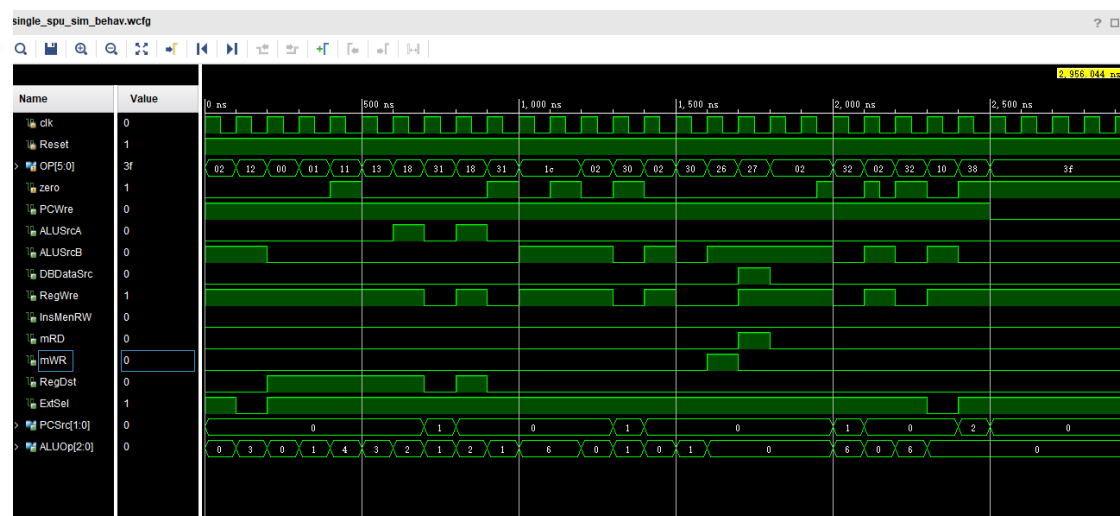 single_spu_sim_behav.wcfg
2,956.044 ns
Name Value
0 ns 500 ns 1,000 ns 1,500 ns 2,000 ns 2,500 ns
clk 0
Reset 1
OP[5:0] 3f 02 12 00 01 11 13 18 31 18 31 1c 02 30 02 30 26 27 02 32 02 32 10 38 3f
zero 1
PCWre 0
ALUSrcA 0
ALUSrcB 0
DBDataSrc 0
RegWre 1
InsMenRW 0
mRD 0
mWR 0
RegDst 0
ExtSel 1
PCSrc[1:0] 0 0 1 0 1 0 1 0 2 0
ALUOp[2:0] 0 0 3 0 1 4 3 2 1 2 1 6 0 1 0 1 0 6 0 6 0